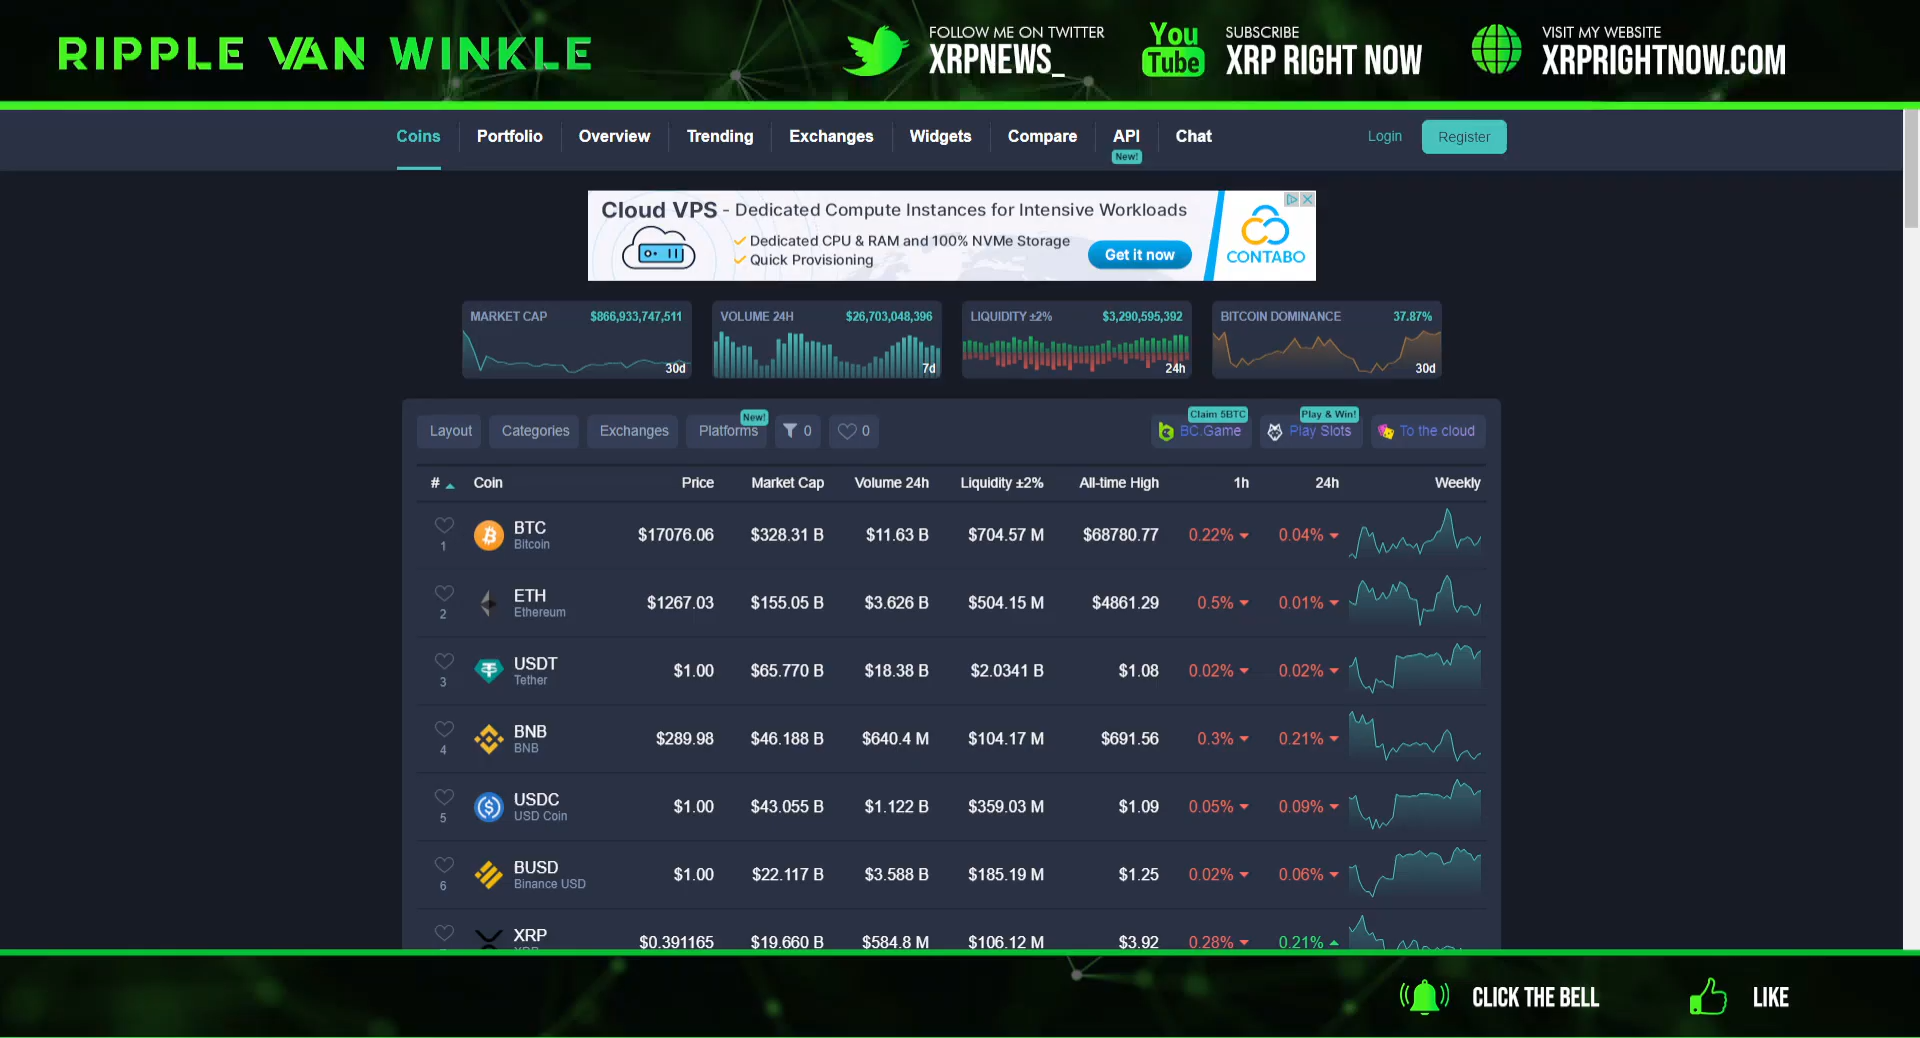 RIPPLE VAN WINKLE
FOLLOW ME ON TWITTER
XRPNEWS_
You
Tube
SUBSCRIBE
XRP RIGHT NOW
VISIT MY WEBSITE
XRPRIGHTNOW.COM
Coins Portfolio Overview Trending Exchanges Widgets Compare API Chat Login Register
New!
Cloud VPS - Dedicated Compute Instances for Intensive Workloads
Dedicated CPU & RAM and 100% NVMe Storage
Quick Provisioning
Get it now
CONTABO
MARKET CAP $866,933,747,511
30d
VOLUME 24H $26,703,048,396
7d
LIQUIDITY ±2% $3,290,595,392
24h
BITCOIN DOMINANCE 37.87%
30d
New! Claim 5BTC Play & Win!
Layout Categories Exchanges Platforms 0 0 BC.Game Play Slots To the cloud
# Coin Price Market Cap Volume 24h Liquidity ±2% All-time High 1h 24h Weekly
1 BTC Bitcoin $17076.06 $328.31 B $11.63 B $704.57 M $68780.77 0.22% 0.04%
2 ETH Ethereum $1267.03 $155.05 B $3.626 B $504.15 M $4861.29 0.5% 0.01%
3 USDT Tether $1.00 $65.770 B $18.38 B $2.0341 B $1.08 0.02% 0.02%
4 BNB BNB $289.98 $46.188 B $640.4 M $104.17 M $691.56 0.3% 0.21%
5 USDC USD Coin $1.00 $43.055 B $1.122 B $359.03 M $1.09 0.05% 0.09%
6 BUSD Binance USD $1.00 $22.117 B $3.588 B $185.19 M $1.25 0.02% 0.06%
XRP $0.391165 $19.660 B $584.8 M $106.12 M $3.92 0.28% 0.21%
CLICK THE BELL
LIKE